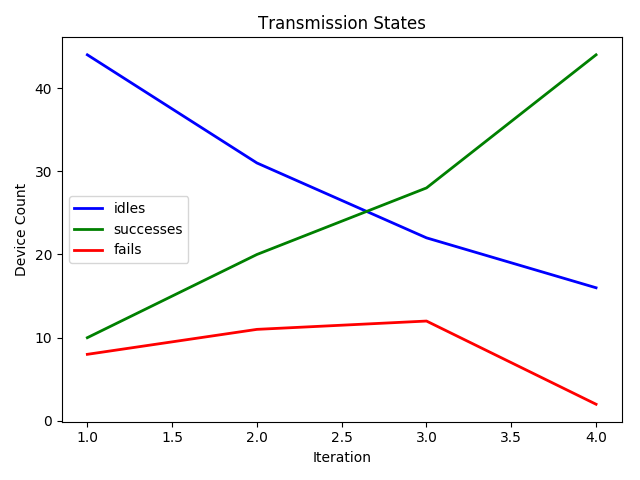 Transmission States
Device Count
40
30
20
10
0
idles
successes
fails
1.0 1.5 2.0 2.5 3.0 3.5 4.0
Iteration